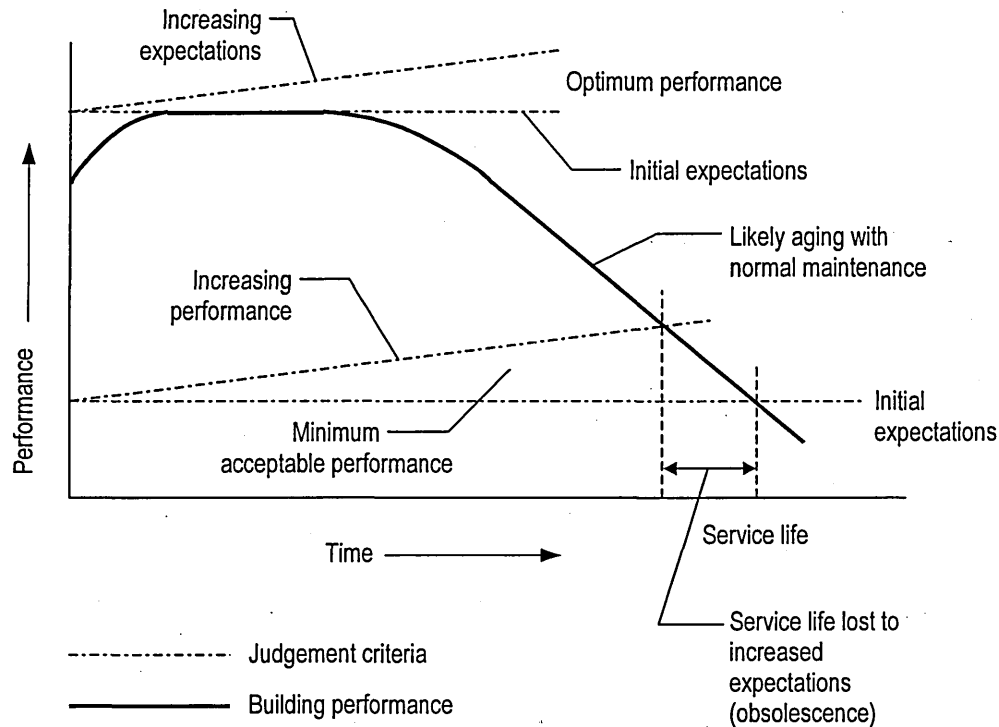 Increasing
expectations
Optimum performance
Initial expectations
Likely aging with
normal maintenance
Increasing
performance
Initial
expectations
Minimum
acceptable performance
Performance
Service life
Time
Service life lost to
increased
expectations
(obsolescence)
Judgement criteria
Building performance